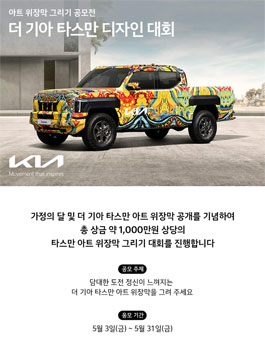 아트 위장막 그리기 공모전
더 기아 타스만 디자인 대회
KIA
Movement that inspires
가정의 달 및 더 기아 타스만 아트 위장막 공개를 기념하여
총 상금 약 1,000만원 상당의
타스만 아트 위장막 그리기 대회를 진행합니다
공모 주제
담대한 도전 정신이 느껴지는
더 기아 타스만 아트 위장막을 그려 주세요
응모 기간
5월 3일(금) ~ 5월 31일(금)